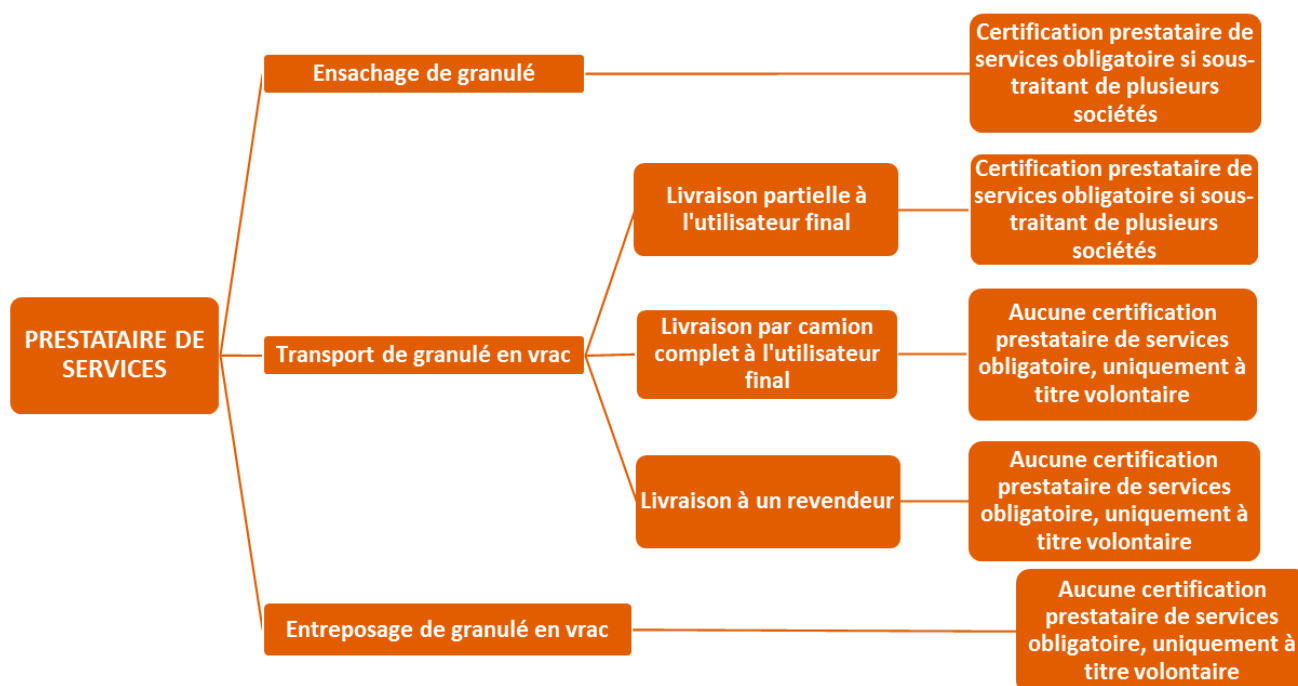 PRESTATAIRE DE
SERVICES
Ensachage de granulé
Certification prestataire de
services obligatoire si sous-
traitant de plusieurs
sociétés
Transport de granulé en vrac
Livraison partielle à
l'utilisateur final
Certification prestataire de
services obligatoire si sous-
traitant de plusieurs
sociétés
Livraison par camion
complet à l'utilisateur
final
Aucune certification
prestataire de services
obligatoire, uniquement à
titre volontaire
Livraison à un revendeur
Aucune certification
prestataire de services
obligatoire, uniquement à
titre volontaire
Entreposage de granulé en vrac
Aucune certification
prestataire de services
obligatoire, uniquement à
titre volontaire